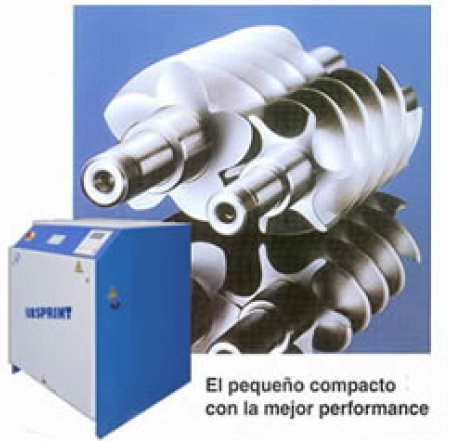 El pequeño compacto
con la mejor performance